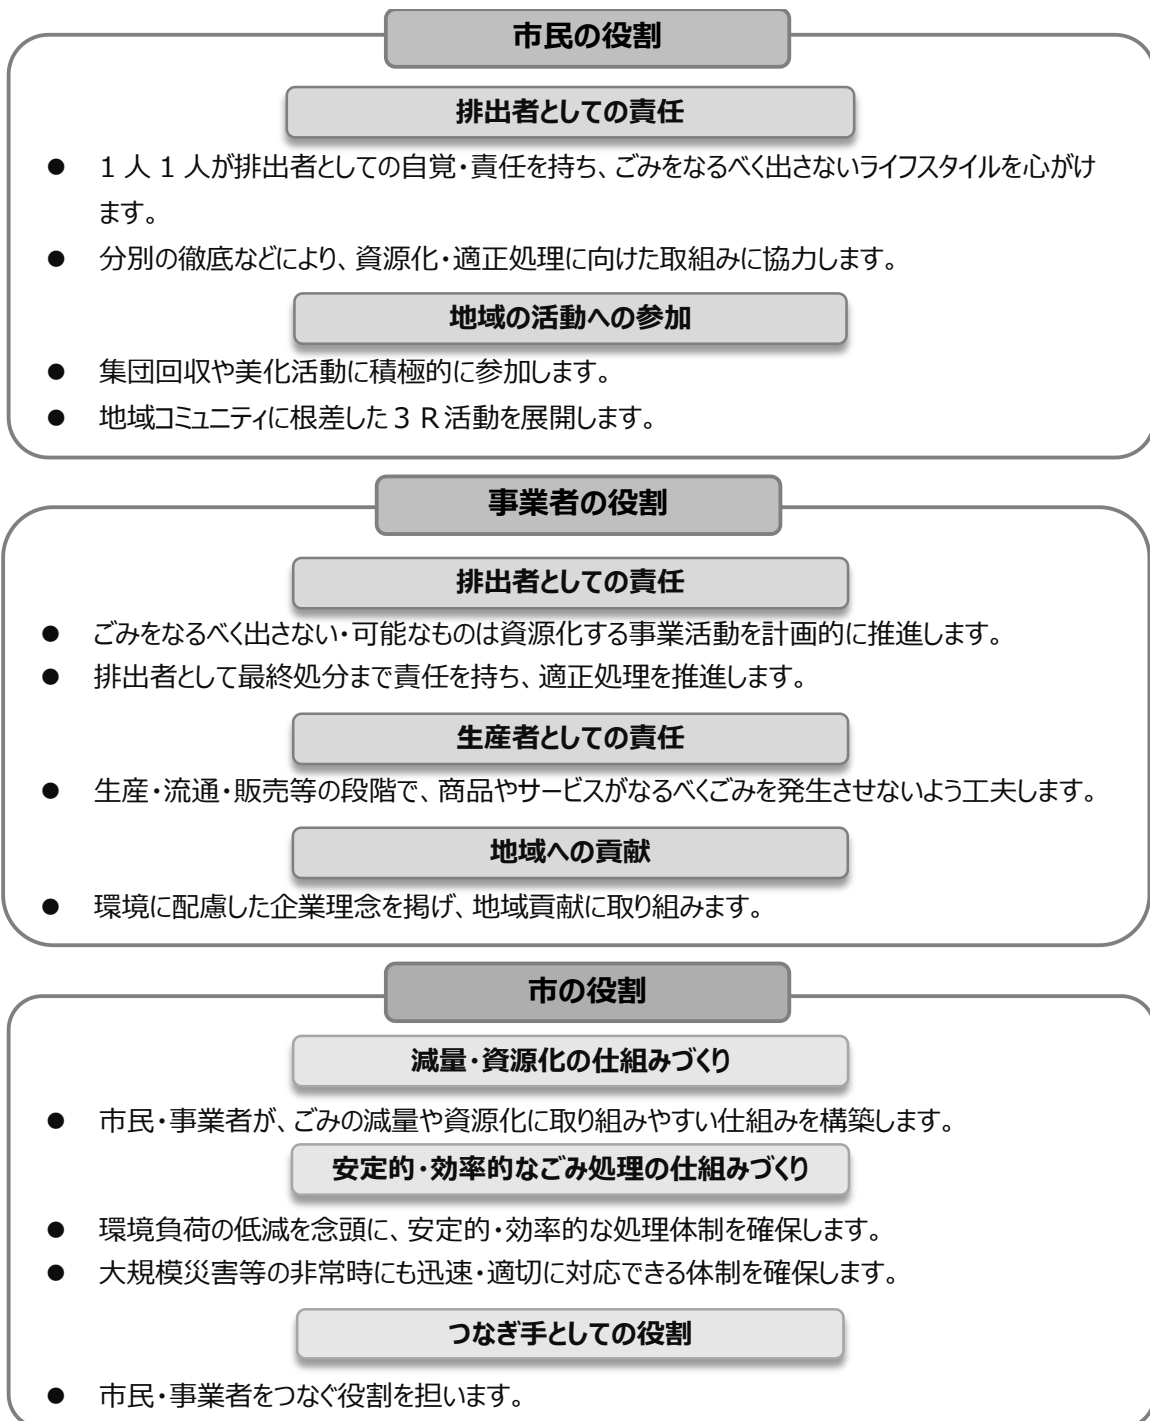 市民の役割
排出者としての責任
● １人１人が排出者としての自覚・責任を持ち、ごみをなるべく出さないライフスタイルを心がけ
ます。
● 分別の徹底などにより、資源化・適正処理に向けた取組みに協力します。
地域の活動への参加
● 集団回収や美化活動に積極的に参加します。
● 地域コミュニティに根差した３Ｒ活動を展開します。
事業者の役割
排出者としての責任
● ごみをなるべく出さない・可能なものは資源化する事業活動を計画的に推進します。
● 排出者として最終処分まで責任を持ち、適正処理を推進します。
生産者としての責任
● 生産・流通・販売等の段階で、商品やサービスがなるべくごみを発生させないよう工夫します。
地域への貢献
● 環境に配慮した企業理念を掲げ、地域貢献に取り組みます。
市の役割
減量・資源化の仕組みづくり
● 市民・事業者が、ごみの減量や資源化に取り組みやすい仕組みを構築します。
安定的・効率的なごみ処理の仕組みづくり
● 環境負荷の低減を念頭に、安定的・効率的な処理体制を確保します。
● 大規模災害等の非常時にも迅速・適切に対応できる体制を確保します。
つなぎ手としての役割
● 市民・事業者をつなぐ役割を担います。